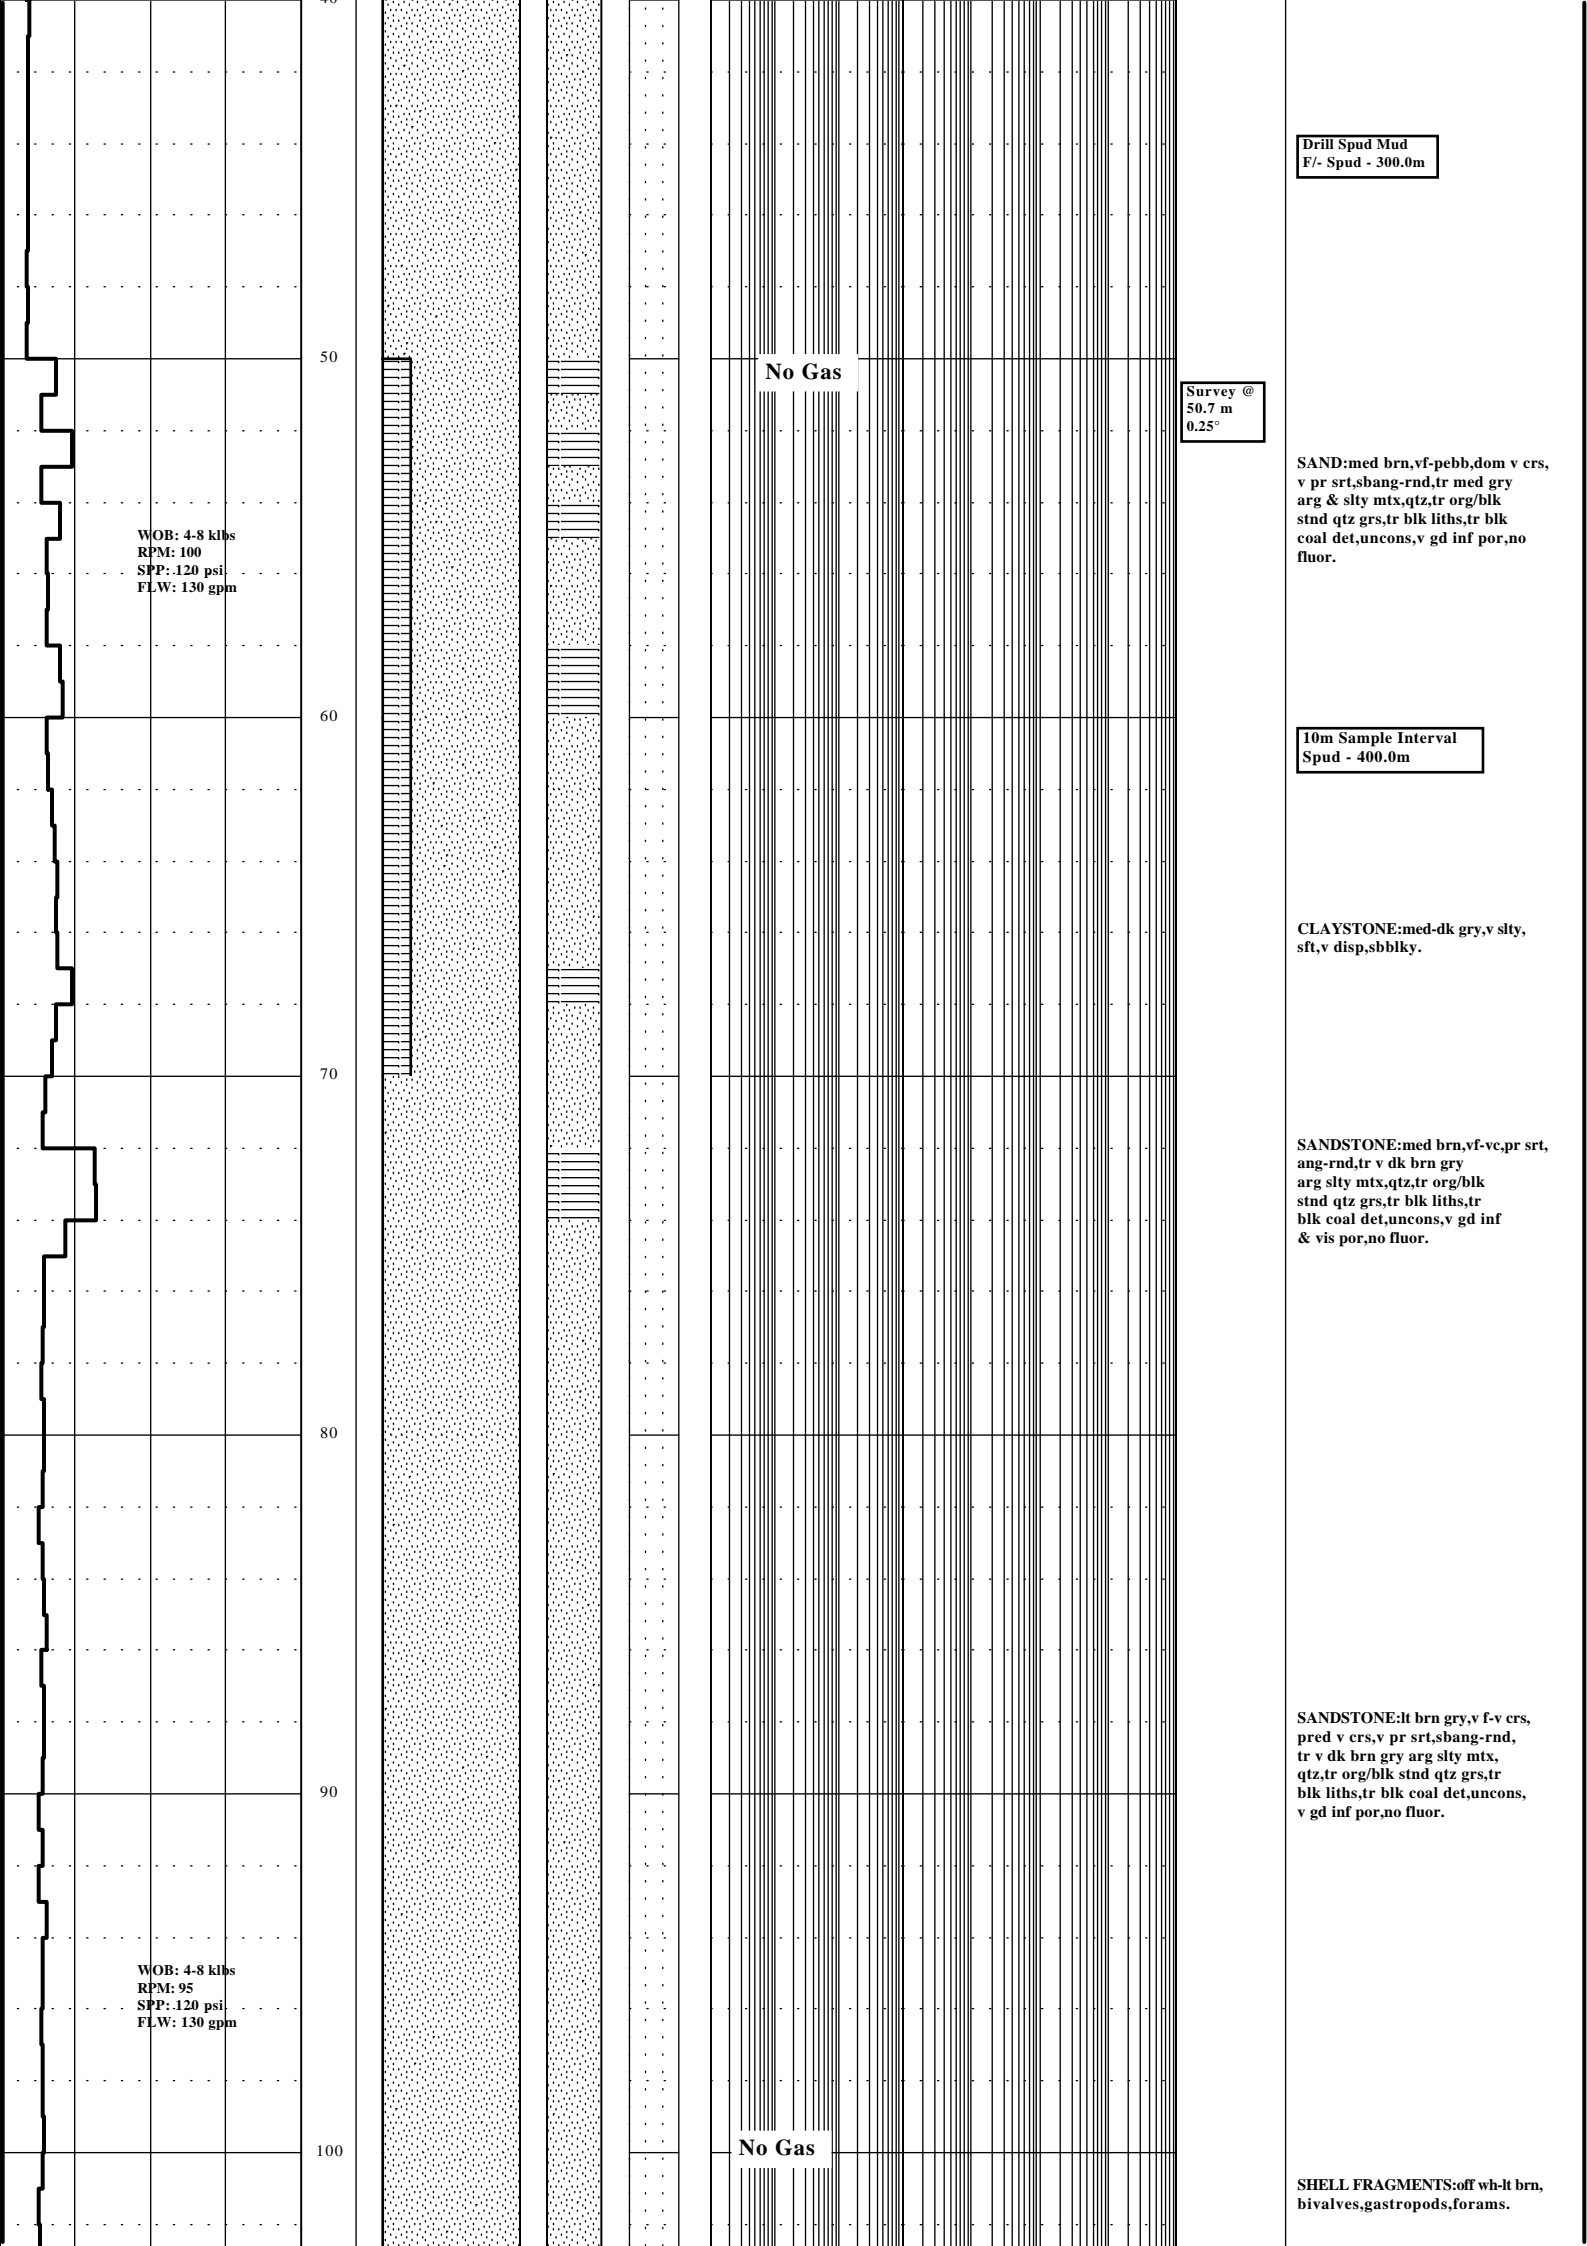 Drill Spud Mud
F/- Spud - 300.0m
50
No Gas
Survey @
50.7 m
0.25°
SAND:med brn,vf-pebb,dom v crs,
v pr srt,sbang-rnd,tr med gry
arg & slty mtx,qtz,tr org/blk
stnd qtz grs,tr blk liths,tr blk
coal det,uncons,v gd inf por,no
fluor.
WOB: 4-8 klbs
RPM: 100
SPP: 120 psi
FLW: 130 gpm
60
10m Sample Interval
Spud - 400.0m
CLAYSTONE:med-dk gry,v slty,
sft,v disp,sbblky.
70
SANDSTONE:med brn,vf-vc,pr srt,
ang-rnd,tr v dk brn gry
arg slty mtx,qtz,tr org/blk
stnd qtz grs,tr blk liths,tr
blk coal det,uncons,v gd inf
& vis por,no fluor.
80
SANDSTONE:lt brn gry,v f-v crs,
pred v crs,v pr srt,sbang-rnd,
tr v dk brn gry arg slty mtx,
qtz,tr org/blk stnd qtz grs,tr
blk liths,tr blk coal det,uncons,
v gd inf por,no fluor.
90
WOB: 4-8 klbs
RPM: 95
SPP: 120 psi
FLW: 130 gpm
100
No Gas
SHELL FRAGMENTS:off wh-lt brn,
bivalves,gastropods,forams.